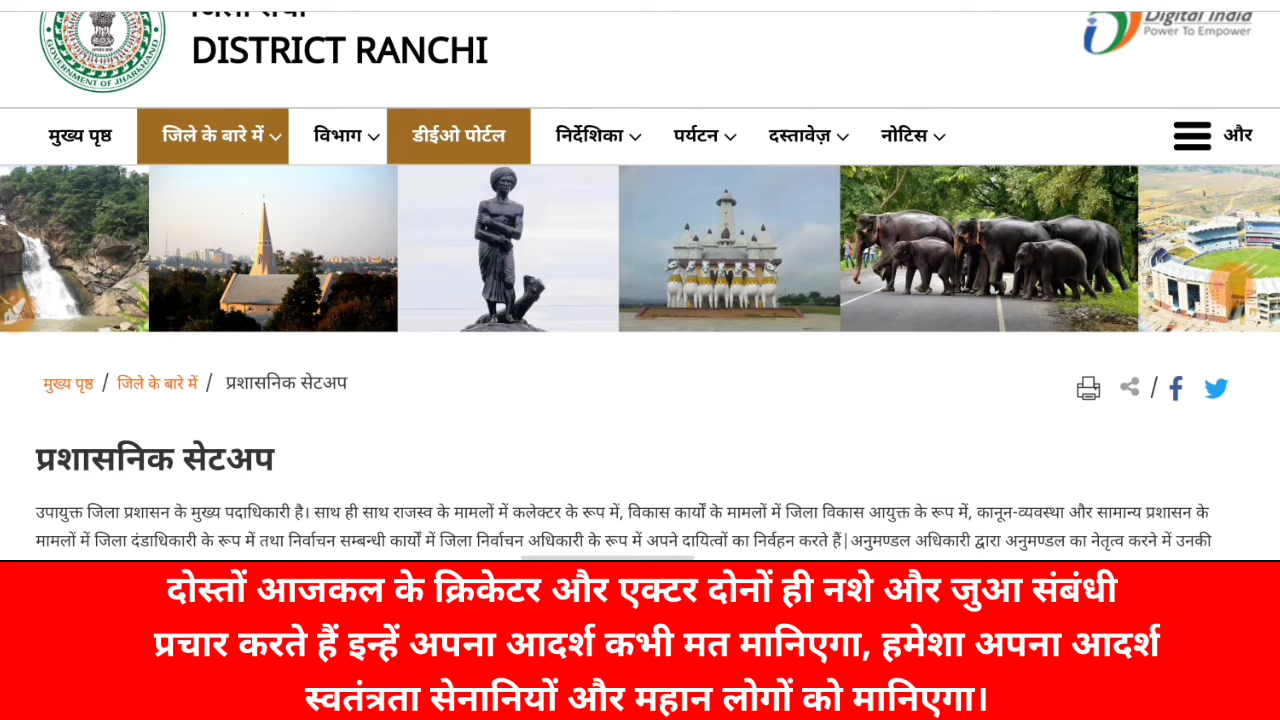 DISTRICT RANCHI
GOVERNMENT OF JHARKHAND
Digital India
Power To Empower
मुख्य पृष्ठ
जिले के बारे में
विभाग
डीईओ पोर्टल
निर्देशिका
पर्यटन
दस्तावेज़
नोटिस
और
मुख्य पृष्ठ / जिले के बारे में / प्रशासनिक सेटअप
/
प्रशासनिक सेटअप
उपायुक्त जिला प्रशासन के मुख्य पदाधिकारी है। साथ ही साथ राजस्व के मामलों में कलेक्टर के रूप में, विकास कार्यों के मामलों में जिला विकास आयुक्त के रूप में, कानून-व्यवस्था और सामान्य प्रशासन के
मामलों में जिला दंडाधिकारी के रूप में तथा निर्वाचन सम्बन्धी कार्यों में जिला निर्वाचन अधिकारी के रूप में अपने दायित्वों का निर्वहन करते हैं|अनुमण्डल अधिकारी द्वारा अनुमण्डल का नेतृत्व करने में उनकी
दोस्तों आजकल के क्रिकेटर और एक्टर दोनों ही नशे और जुआ संबंधी
प्रचार करते हैं इन्हें अपना आदर्श कभी मत मानिएगा, हमेशा अपना आदर्श
स्वतंत्रता सेनानियों और महान लोगों को मानिएगा।